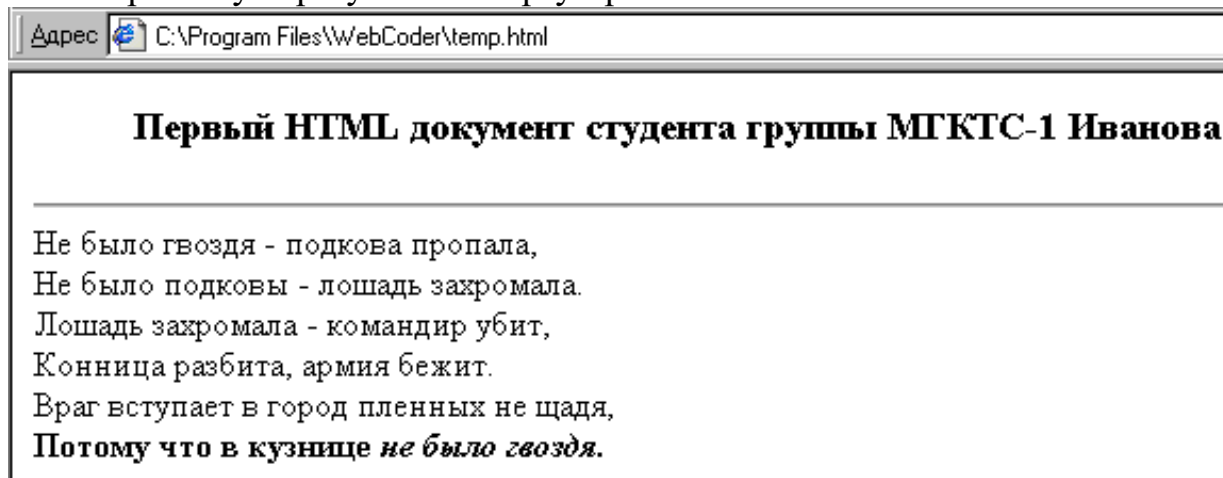 Адрес C:\Program Files\WebCoder\temp.html
Первый HTML документ студента группы МГКТС-1 Иванова
Не было гвоздя - подкова пропала,
Не было подковы - лошадь захромала.
Лошадь захромала - командир убит,
Конница разбита, армия бежит.
Враг вступает в город пленных не щадя,
Потому что в кузнице не было гвоздя.